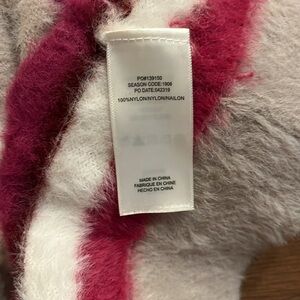 PO#139150
SEASON CODE:1906
PO DATE:042319
100%NYLON/NYLON/NAILON
MADE IN CHINA
FABRIQUE EN CHINE
HECHO EN CHINA